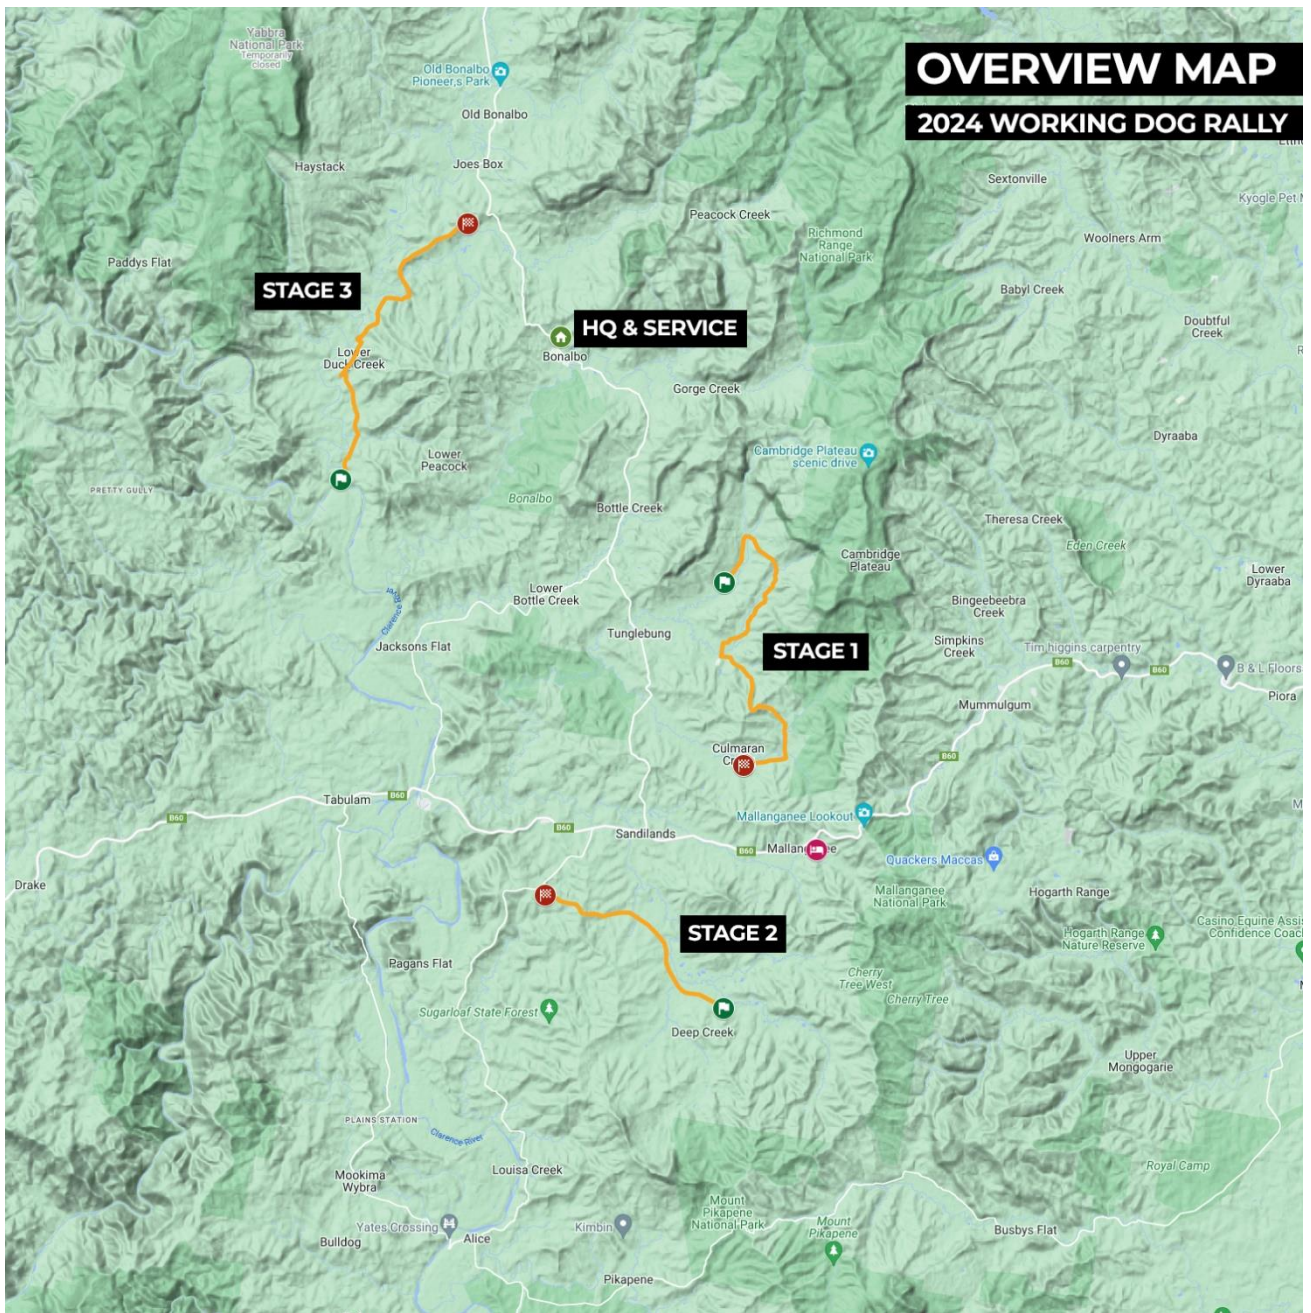 OVERVIEW MAP
2024 WORKING DOG RALLY
Yabbra
National Park
Temporarily
closed
Old Bonalbo
Pioneer,s Park
Old Bonalbo
Haystack
Joes Box
Sextonville
Kyogle Pet
Peacock Creek
Richmond
Range
National Park
Woolners Arm
Paddys Flat
STAGE 3
Babyl Creek
HQ & SERVICE
Bonalbo
Doubtful
Creek
Lower
Duck Creek
Gorge Creek
Dyraaba
Lower
Peacock
Cambridge Plateau
scenic drive
PRETTY GULLY
Bonalbo
Bottle Creek
Theresa Creek
Eden Creek
Cambridge
Plateau
Lower
Dyraaba
Lower
Bottle Creek
Bingeebeebra
Creek
Clarence River
Tunglebung
Jacksons Flat
STAGE 1
Simpkins
Creek
Tim higgins carpentry
B60
B60
B & L Floors
Piora
Mummulgum
Culmaran
B60
Tabulam
B60
B60
B60
Mallanganee Lookout
Sandilands
B60
Drake
Quackers Maccas
Mallanganee
National Park
Hogarth Range
STAGE 2
Hogarth Range
Nature Reserve
Casino Equine
Confidence
Pagans Flat
Cherry
Tree West
Cherry Tree
Sugarloaf State Forest
Deep Creek
Upper
Mongogarie
PLAINS STATION
Clarence River
Louisa Creek
Mookima
Wybra
Royal Camp
Mount
Pikapene
National Park
Mount
Pikapene
Yates Crossing
Kimbin
Busbys Flat
Bulldog
Alice
Pikapene